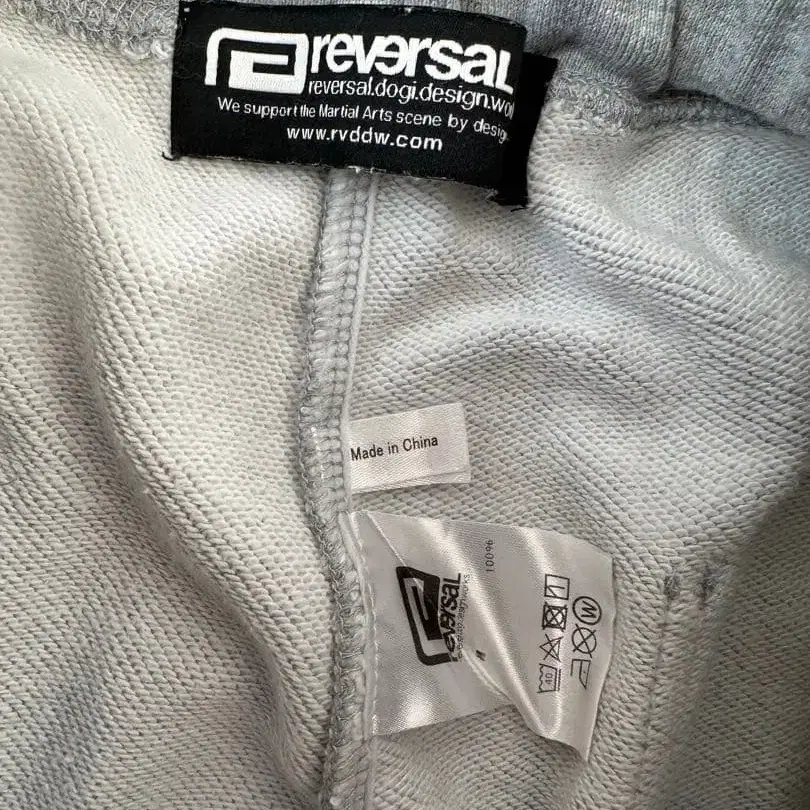 reversal
reversal.dogi.design.wo
We support the Martial Arts scene by desig
www.rvddw.com
Made in China
100%
reversal
40
W